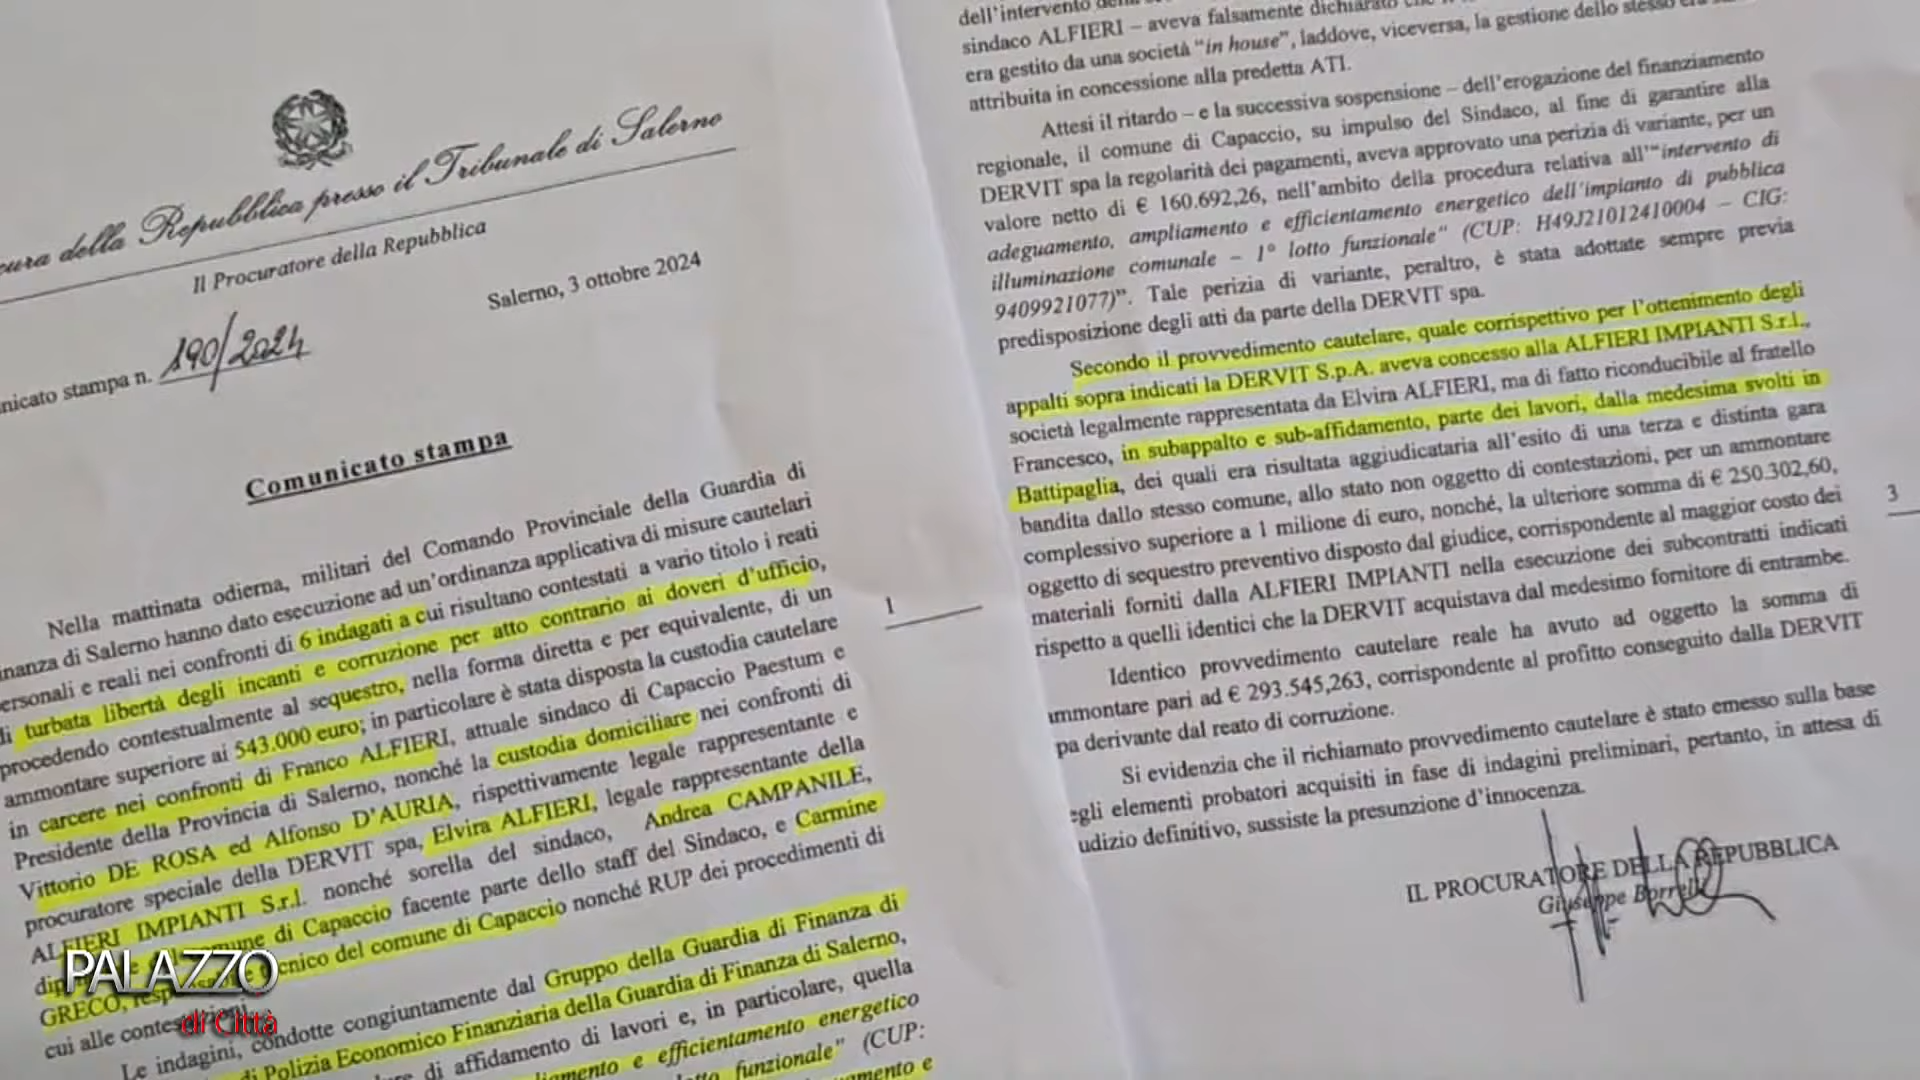 della Repubblica presso il Tribunale di Salerno
Il Procuratore della Repubblica
Salerno, 3 ottobre 2024
stampa n. 190/2024
Comunicato stampa
Nella mattinata odierna, militari del Comando Provinciale della Guardia di
di Salerno hanno dato esecuzione ad un'ordinanza applicativa di misure cautelari
e reali nei confronti di 6 indagati a cui risultano contestati a vario titolo i reati
di turbata libertà degli incanti e corruzione per atto contrario ai doveri d'ufficio,
procedendo contestualmente al sequestro, nella forma diretta e per equivalente, di un
ammontare superiore ai 543.000 euro; in particolare è stata disposta la custodia cautelare
in carcere nei confronti di Franco ALFIERI, attuale sindaco di Capaccio Paestum e
Presidente della Provincia di Salerno, nonché la custodia domiciliare nei confronti di
Vittorio DE ROSA ed Alfonso D'AURIA, rispettivamente legale rappresentante e
procuratore speciale della DERVIT spa, Elvira ALFIERI, legale rappresentante della
ALFIERI IMPIANTI S.r.l. nonché sorella del sindaco, Andrea CAMPANILE,
di Capaccio facente parte dello staff del Sindaco, e Carmine
GRECO, tecnico del comune di Capaccio nonché RUP dei procedimenti di
cui alle
Le indagini, condotte congiuntamente dal Gruppo della Guardia di Finanza di
di Polizia Economico Finanziaria della Guardia di Finanza di Salerno,
di affidamento di lavori e, in particolare, quella
e efficientamento energetico
funzionale" (CUP:
1
dell'intervento
sindaco ALFIERI – aveva falsamente dichiarato
era gestito da una società "in house", laddove, viceversa, la gestione dello stesso
attribuita in concessione alla predetta ATI.
Attesi il ritardo – e la successiva sospensione – dell'erogazione del finanziamento
regionale, il comune di Capaccio, su impulso del Sindaco, al fine di garantire alla
DERVIT spa la regolarità dei pagamenti, aveva approvato una perizia di variante, per un
valore netto di € 160.692,26, nell'ambito della procedura relativa all'"intervento di
adeguamento, ampliamento e efficientamento energetico dell'impianto di pubblica
illuminazione comunale – 1° lotto funzionale" (CUP: H49J21012410004 – CIG:
9409921077)". Tale perizia di variante, peraltro, è stata adottate sempre previa
predisposizione degli atti da parte della DERVIT spa.
Secondo il provvedimento cautelare, quale corrispettivo per l'ottenimento degli
appalti sopra indicati la DERVIT S.p.A. aveva concesso alla ALFIERI IMPIANTI S.r.l.,
società legalmente rappresentata da Elvira ALFIERI, ma di fatto riconducibile al fratello
Francesco, in subappalto e sub-affidamento, parte dei lavori, dalla medesima svolti in
Battipaglia, dei quali era risultata aggiudicataria all'esito di una terza e distinta gara
bandita dallo stesso comune, allo stato non oggetto di contestazioni, per un ammontare
complessivo superiore a 1 milione di euro, nonché, la ulteriore somma di € 250.302,60,
oggetto di sequestro preventivo disposto dal giudice, corrispondente al maggior costo dei
materiali forniti dalla ALFIERI IMPIANTI nella esecuzione dei subcontratti indicati
rispetto a quelli identici che la DERVIT acquistava dal medesimo fornitore di entrambe.
Identico provvedimento cautelare reale ha avuto ad oggetto la somma di
ammontare pari ad € 293.545,263, corrispondente al profitto conseguito dalla DERVIT
derivante dal reato di corruzione.
Si evidenzia che il richiamato provvedimento cautelare è stato emesso sulla base
degli elementi probatori acquisiti in fase di indagini preliminari, pertanto, in attesa di
definitivo, sussiste la presunzione d'innocenza.
IL PROCURATORE DELLA REPUBBLICA
Giuseppe Borrelli
3
PALAZZO
di Città